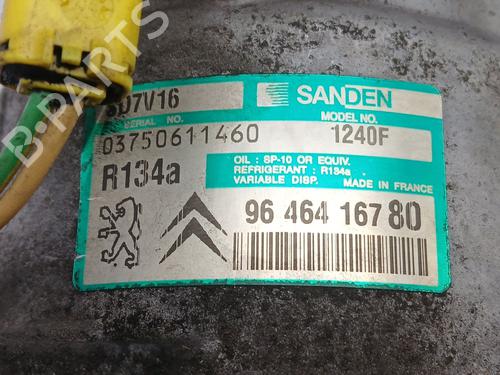 SD7V16
SANDEN
SERIAL NO.
MODEL NO.
03750611460
1240F
R134a
OIL : SP-10 OR EQUIV.
REFRIGERANT : R134a
VARIABLE DISP. MADE IN FRANCE
96 464 167 80
B-PARTS